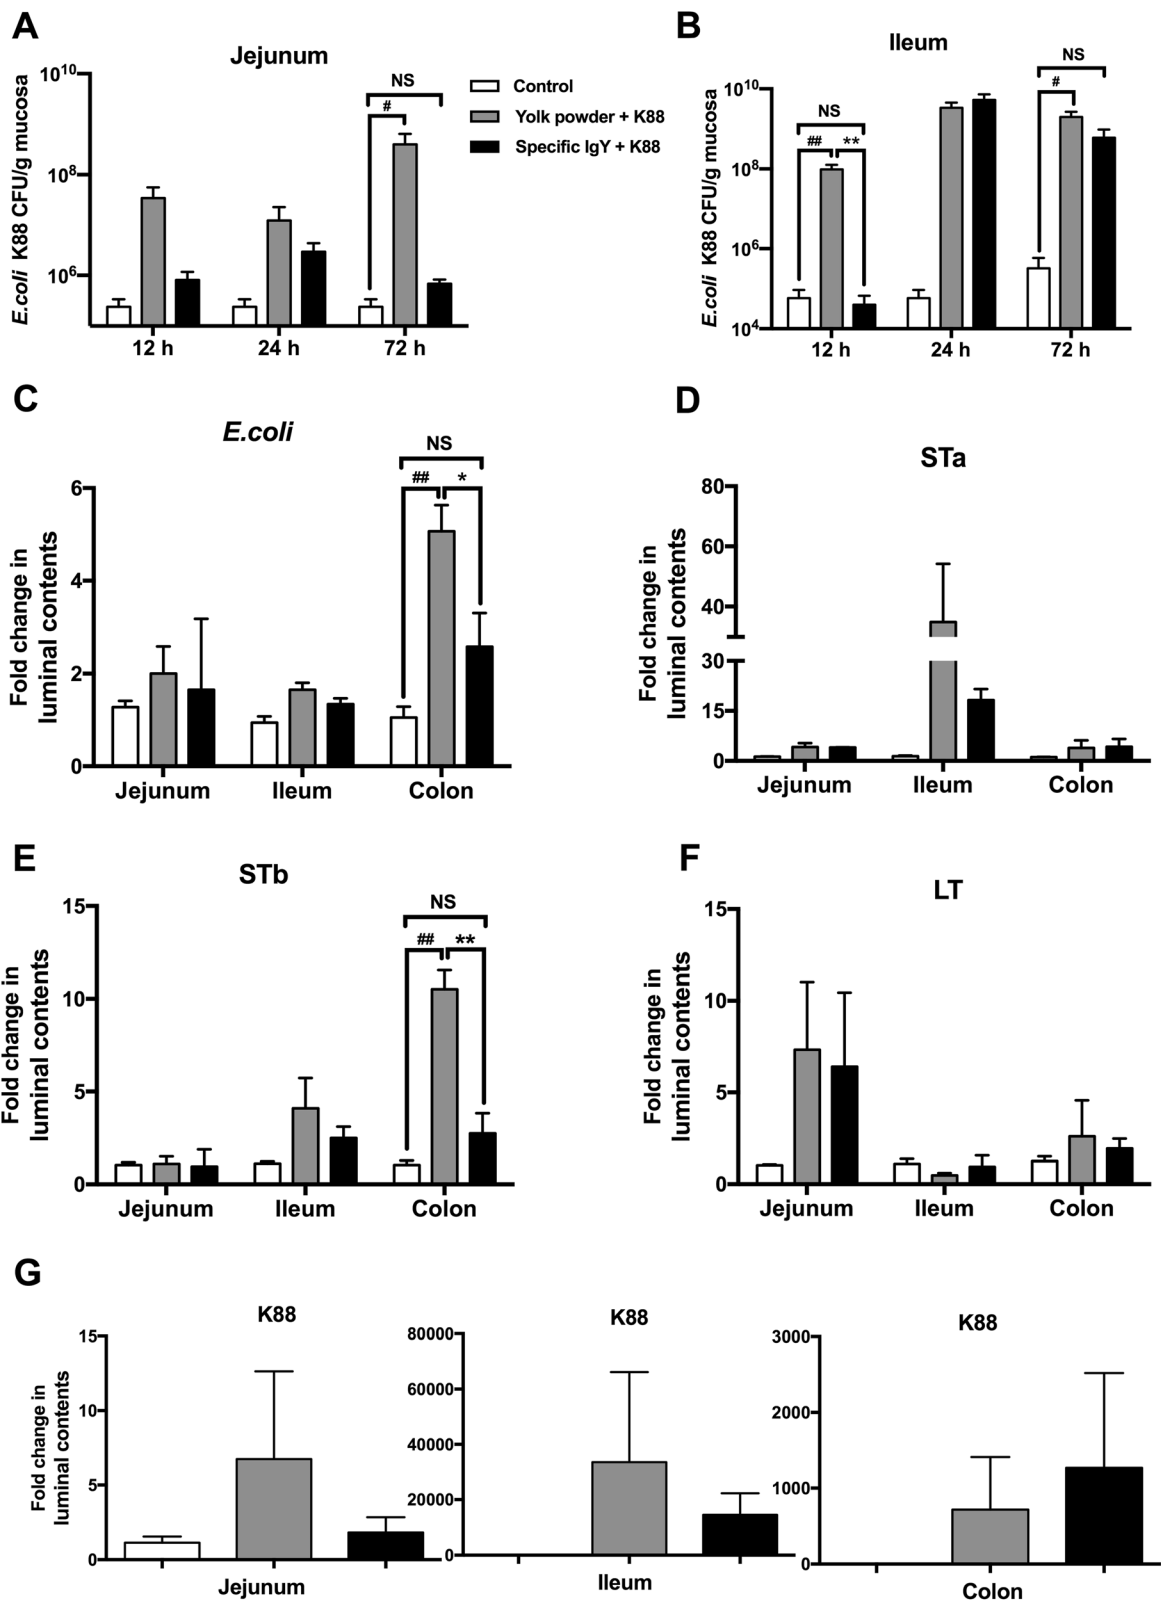 A
Jejunum
10^10
10^8
10^6
E.coli K88 CFU/g mucosa
NS
#
12 h
24 h
72 h
Control
Yolk powder + K88
Specific IgY + K88
B
Ileum
10^10
10^8
10^6
10^4
E.coli K88 CFU/g mucosa
NS
## **
NS
#
12 h
24 h
72 h
C
E.coli
6
4
2
0
Fold change in
luminal contents
NS
## *
Jejunum
Ileum
Colon
D
STa
80
60
40
30
15
0
Fold change in
luminal contents
Jejunum
Ileum
Colon
E
STb
15
10
5
0
Fold change in
luminal contents
NS
## **
Jejunum
Ileum
Colon
F
LT
15
10
5
0
Fold change in
luminal contents
Jejunum
Ileum
Colon
G
K88
15
10
5
0
Fold change in
luminal contents
Jejunum
K88
80000
60000
40000
20000
0
Ileum
K88
3000
2000
1000
0
Colon